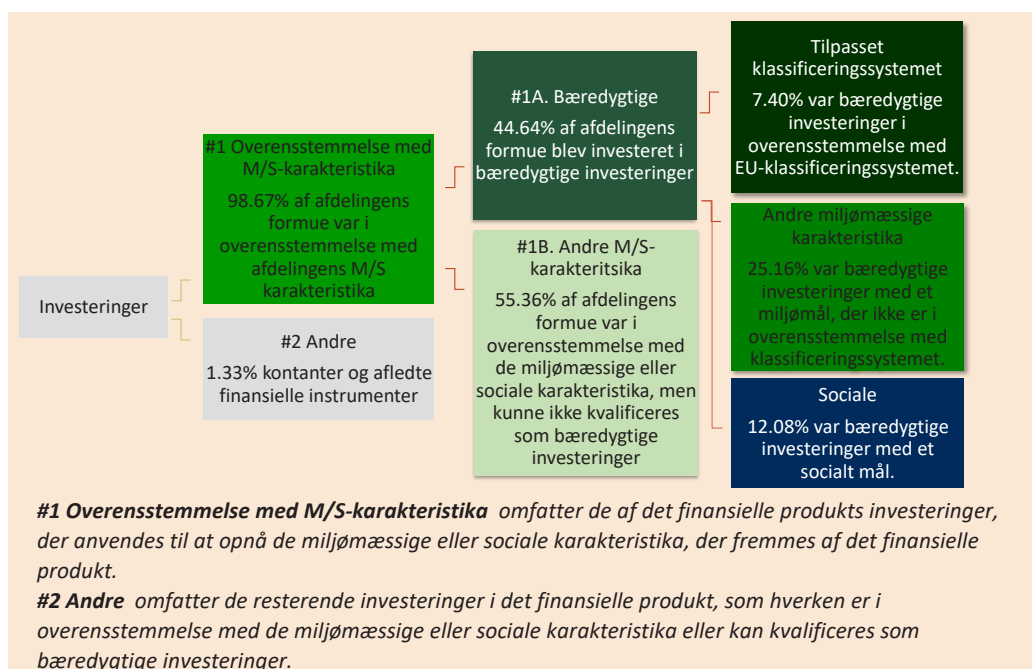 Investeringer
#1 Overensstemmelse med
M/S-karakteristika
98.67% af afdelingens
formue var i
overensstemmelse med
afdelingens M/S
karakteristika
#2 Andre
1.33% kontanter og afledte
finansielle instrumenter
#1A. Bæredygtige
44.64% af afdelingens
formue blev investeret i
bæredygtige investeringer
#1B. Andre M/S-
karakteritsika
55.36% af afdelingens
formue var i
overensstemmelse med
de miljømæssige eller
sociale karakteristika, men
kunne ikke kvalificeres
som bæredygtige
investeringer
Tilpasset
klassificeringssystemet
7.40% var bæredygtige
investeringer i
overensstemmelse med
EU-klassificeringssystemet.
Andre miljømæssige
karakteristika
25.16% var bæredygtige
investeringer med et
miljømål, der ikke er i
overensstemmelse med
klassificeringssystemet.
Sociale
12.08% var bæredygtige
investeringer med et
socialt mål.
#1 Overensstemmelse med M/S-karakteristika omfatter de af det finansielle produkts investeringer,
der anvendes til at opnå de miljømæssige eller sociale karakteristika, der fremmes af det finansielle
produkt.
#2 Andre omfatter de resterende investeringer i det finansielle produkt, som hverken er i
overensstemmelse med de miljømæssige eller sociale karakteristika eller kan kvalificeres som
bæredygtige investeringer.